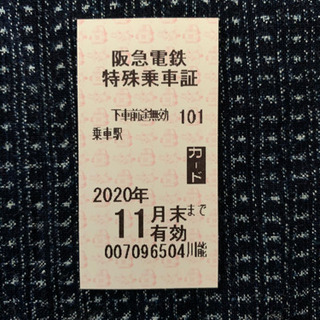 阪急電鉄
特殊乗車証
下車前途無効 101
乗車駅
カード
2020年
11月末まで
有効
007096504川能